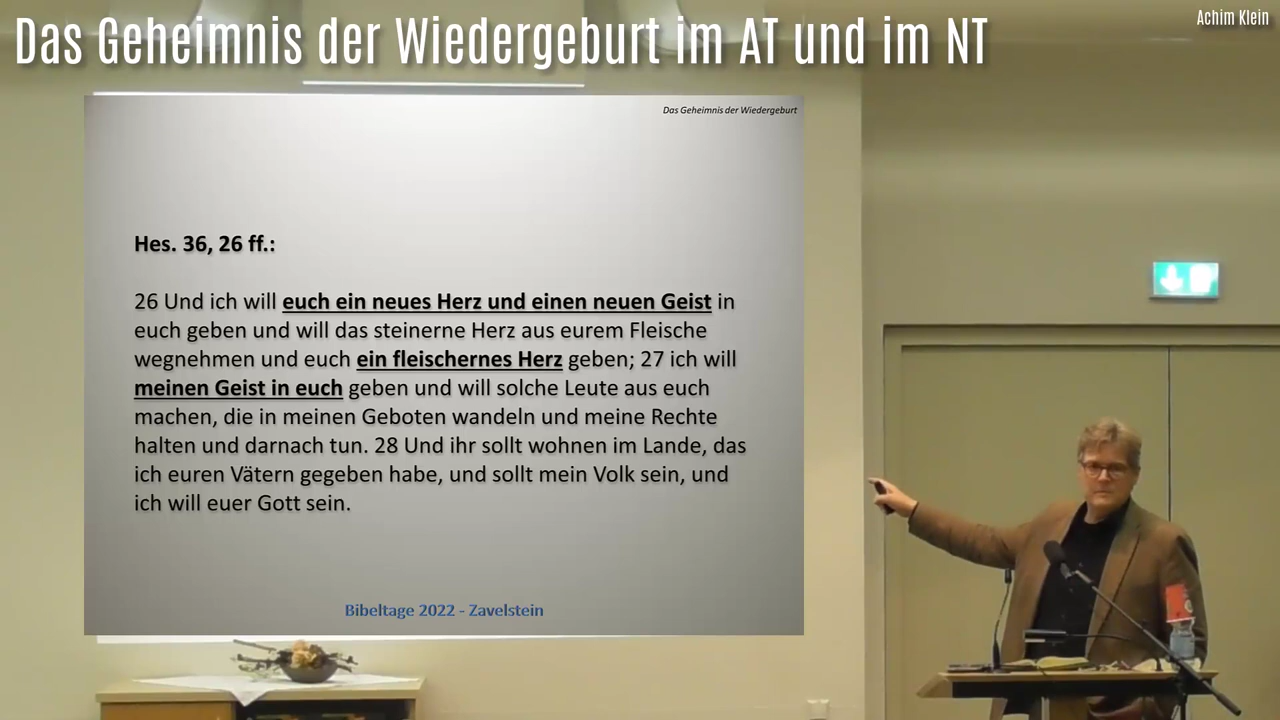 Das Geheimnis der Wiedergeburt im AT und im NT
Achim Klein
Das Geheimnis der Wiedergeburt
Hes. 36, 26 ff.:
26 Und ich will euch ein neues Herz und einen neuen Geist in
euch geben und will das steinerne Herz aus eurem Fleische
wegnehmen und euch ein fleischernes Herz geben; 27 ich will
meinen Geist in euch geben und will solche Leute aus euch
machen, die in meinen Geboten wandeln und meine Rechte
halten und darnach tun. 28 Und ihr sollt wohnen im Lande, das
ich euren Vätern gegeben habe, und sollt mein Volk sein, und
ich will euer Gott sein.
Bibeltage 2022 - Zavelstein